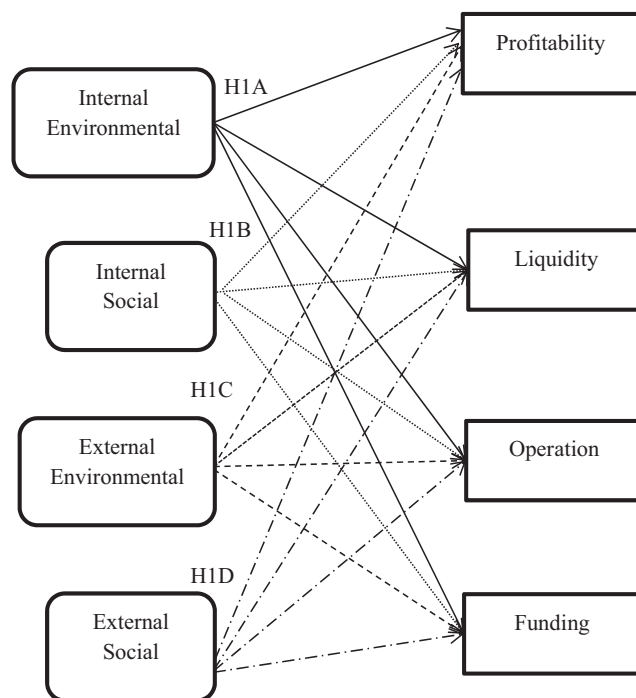 Profitability
H1A
Internal
Environmental
H1B
Internal
Social
Liquidity
H1C
External
Environmental
Operation
H1D
External
Social
Funding